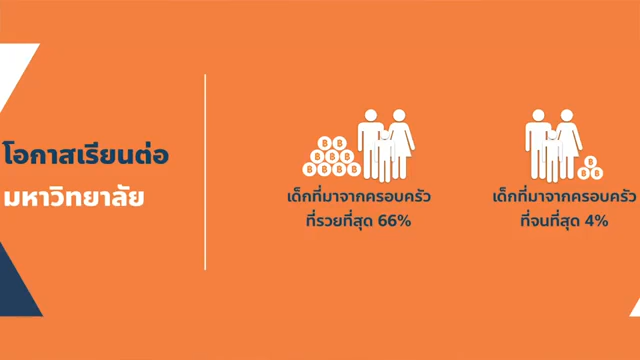 โอกาสเรียนต่อ
มหาวิทยาลัย
เด็กที่มาจากครอบครัว
ที่รวยที่สุด 66%
เด็กที่มาจากครอบครัว
ที่จนที่สุด 4%